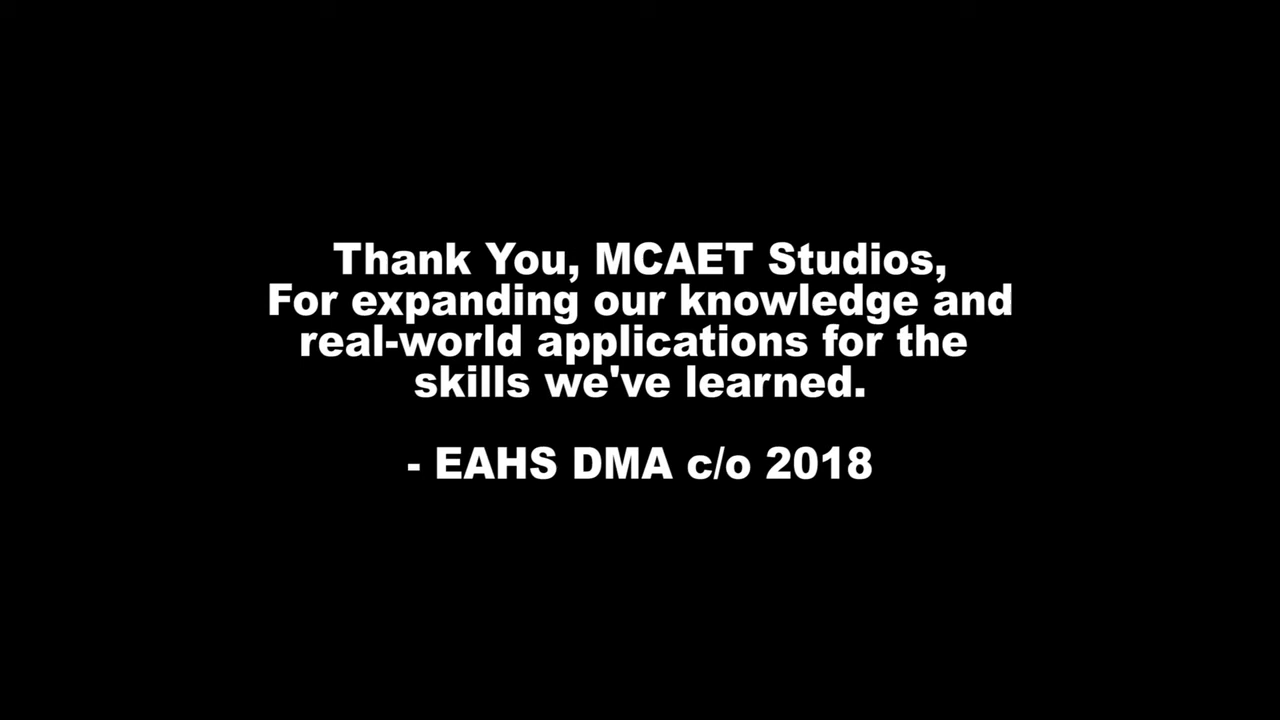 Thank You, MCAET Studios,
For expanding our knowledge and
real-world applications for the
skills we've learned.
- EAHS DMA c/o 2018